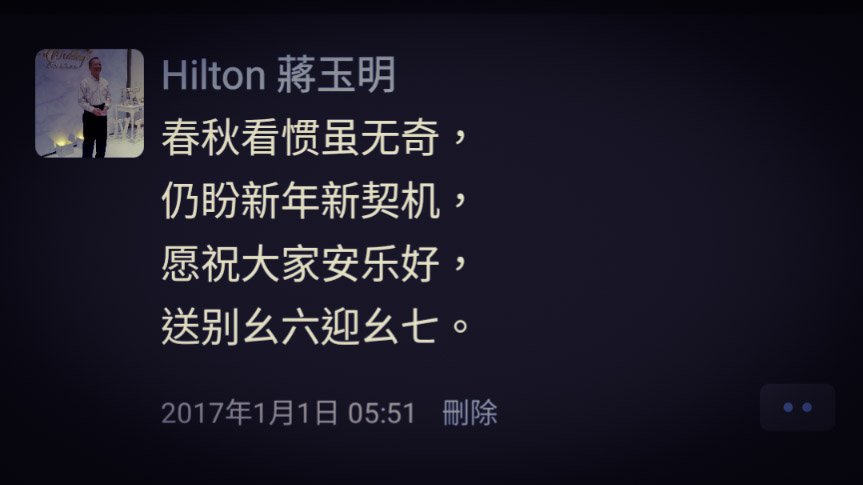 Hilton 蔣玉明
春秋看惯虽无奇，
仍盼新年新契机，
愿祝大家安乐好，
送别幺六迎幺七。
2017年1月1日 05:51 刪除